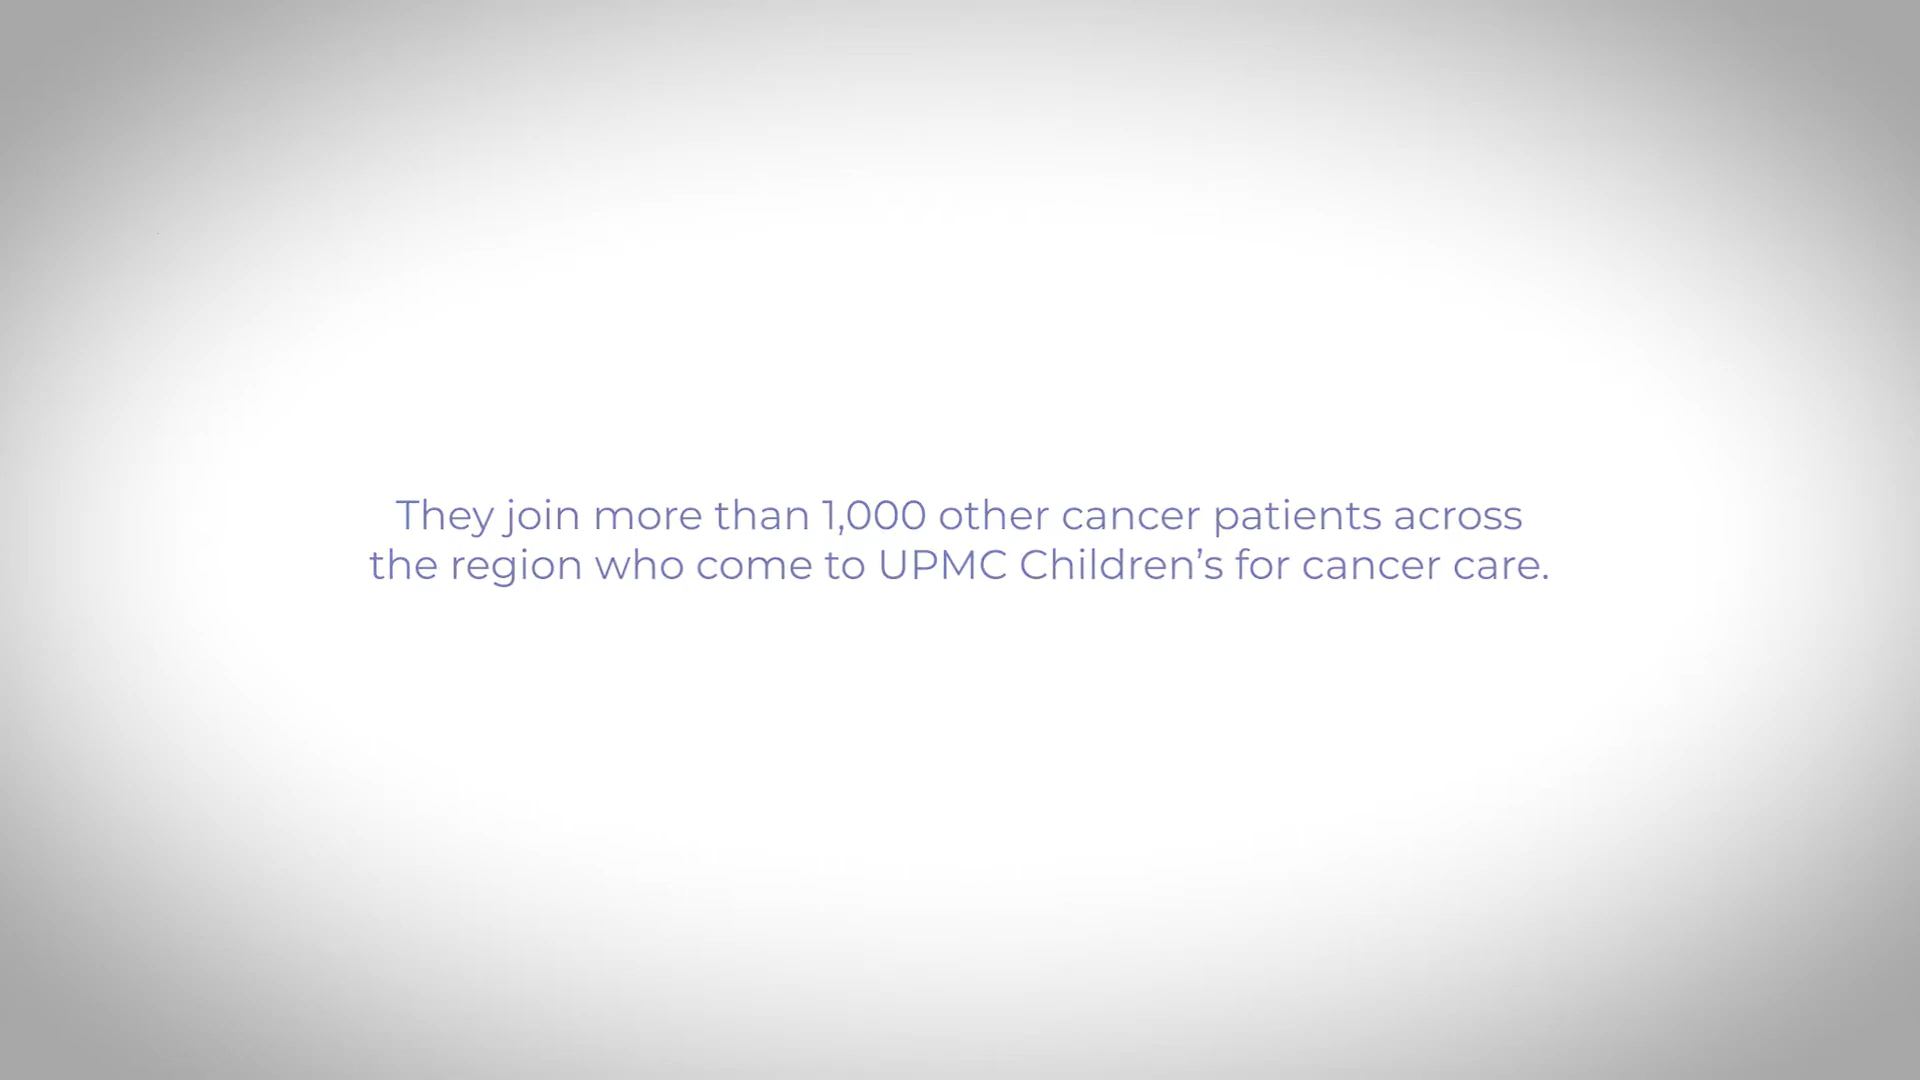 They join more than 1,000 other cancer patients across
the region who come to UPMC Children’s for cancer care.